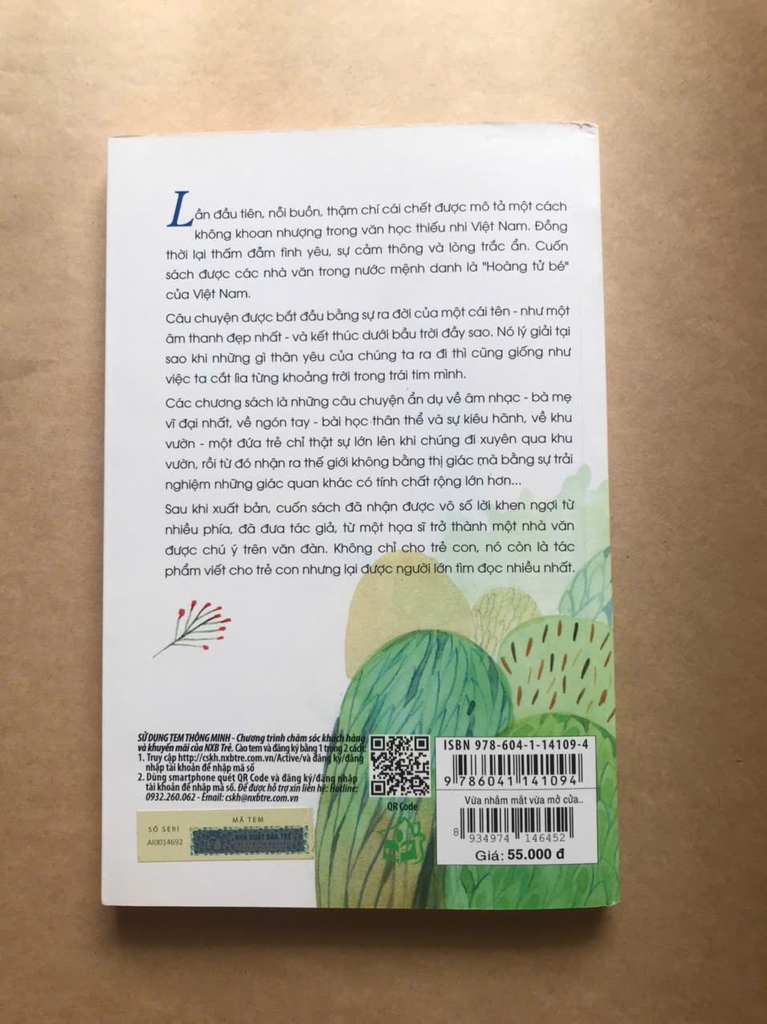 Lần đầu tiên, nỗi buồn, thậm chí cái chết được mô tả một cách
không khoan nhượng trong văn học thiếu nhi Việt Nam. Đồng
thời lại thấm đẫm tình yêu, sự cảm thông và lòng trắc ẩn. Cuốn
sách được các nhà văn trong nước mệnh danh là "Hoàng tử bé"
của Việt Nam.
Câu chuyện được bắt đầu bằng sự ra đời của một cái tên - như một
âm thanh đẹp nhất - và kết thúc dưới bầu trời đầy sao. Nó lý giải tại
sao khi những gì thân yêu của chúng ta ra đi thì cũng giống như
việc ta cắt lìa từng khoảng trời trong trái tim mình.
Các chương sách là những câu chuyện ẩn dụ về âm nhạc - bà mẹ
vĩ đại nhất, về ngón tay - bài học thân thể và sự kiêu hãnh, về khu
vườn - một đứa trẻ chỉ thật sự lớn lên khi chúng đi xuyên qua khu
vườn, rồi từ đó nhận ra thế giới không bằng thị giác mà bằng sự trải
nghiệm những giác quan khác có tính chất rộng lớn hơn...
Sau khi xuất bản, cuốn sách đã nhận được vô số lời khen ngợi từ
nhiều phía, đã đưa tác giả, từ một họa sĩ trở thành một nhà văn
được chú ý trên văn đàn. Không chỉ cho trẻ con, nó còn là tác
phẩm viết cho trẻ con nhưng lại được người lớn tìm đọc nhiều nhất.
SỬ DỤNG TEM THÔNG MINH - Chương trình chăm sóc khách hàng
và khuyến mãi của NXB Trẻ. Cào tem và đăng ký bằng 1 trong 2 cách:
1. Truy cập http://cskh.nxbtre.com.vn/Active/và đăng ký/đăng
nhập tài khoản để nhập mã số
2. Dùng smartphone quét QR Code và đăng ký/đăng nhập
tài khoản để nhập mã số. Để được hỗ trợ xin liên hệ: Hotline:
0932.260.062 - Email: cskh@nxbtre.com.vn
QR Code
MÃ TEM
SỐ SERI
AI0034692
NHÀ XUẤT BẢN TRẺ
ISBN 978-604-1-14109-4
9 786041 141094
Vừa nhắm mắt vừa mở cửa..
8 934974 146452
Giá: 55.000 đ